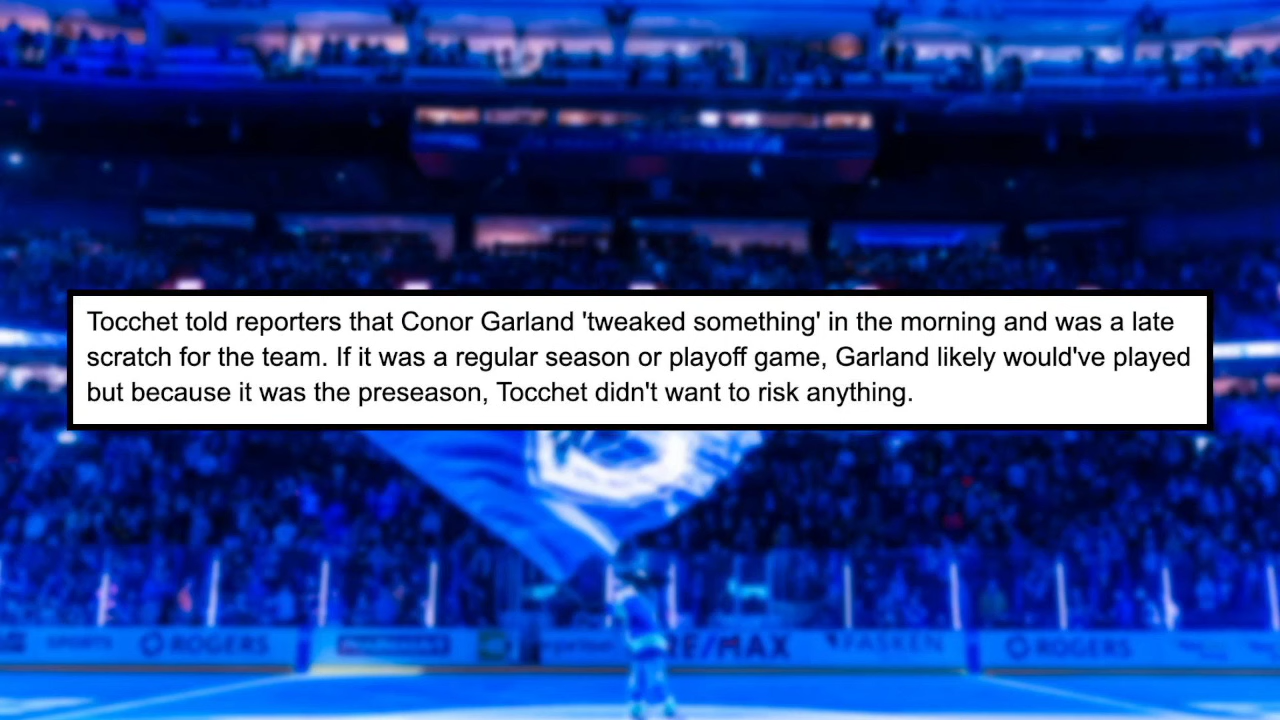 Tocchet told reporters that Conor Garland 'tweaked something' in the morning and was a late
scratch for the team. If it was a regular season or playoff game, Garland likely would've played
but because it was the preseason, Tocchet didn't want to risk anything.
SPORTS ROGERS RE/MAX FASKEN ROGERS